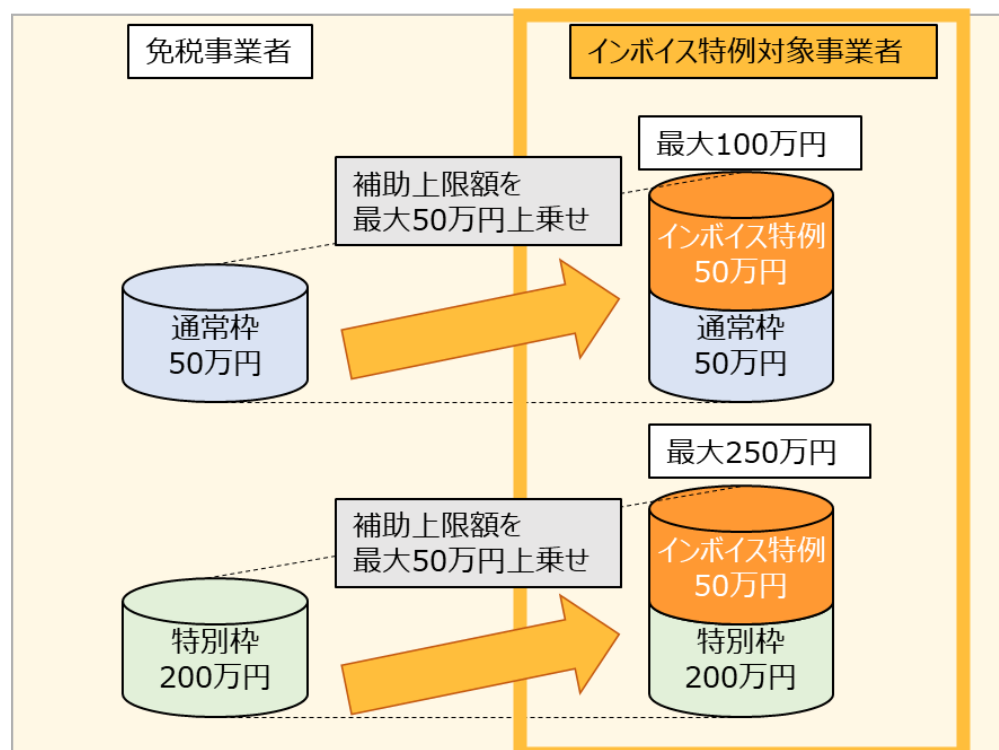 免税事業者
インボイス特例対象事業者
最大100万円
補助上限額を
最大50万円上乗せ
インボイス特例
50万円
通常枠
50万円
通常枠
50万円
最大250万円
補助上限額を
最大50万円上乗せ
インボイス特例
50万円
特別枠
200万円
特別枠
200万円